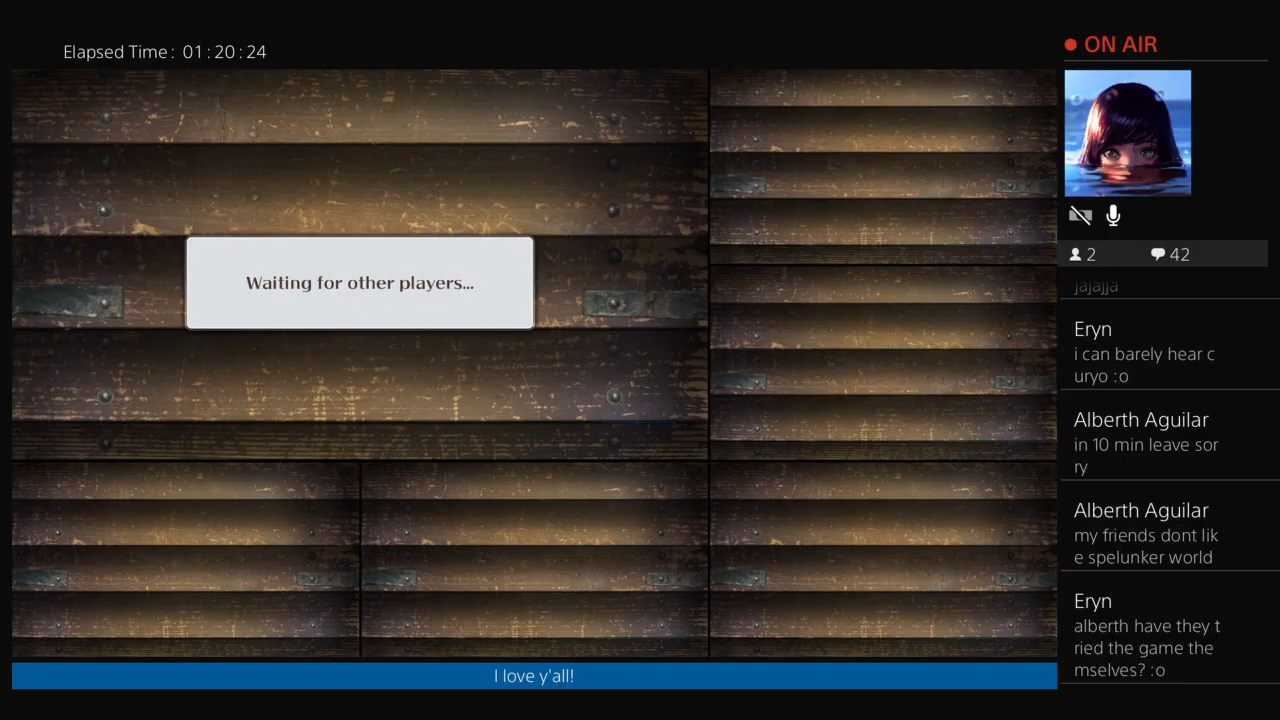 Elapsed Time: 01:20:24
ON AIR
Waiting for other players...
2 42
jajajja
Eryn
i can barely hear c
uryo :o
Alberth Aguilar
in 10 min leave sor
ry
Alberth Aguilar
my friends dont lik
e spelunker world
Eryn
alberth have they t
ried the game the
mselves? :o
I love y'all!